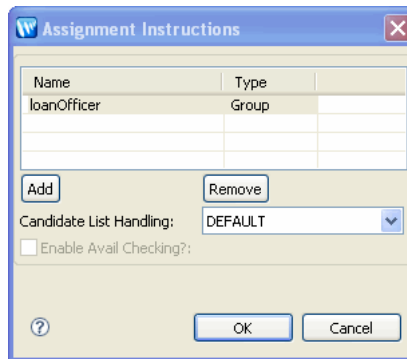 Assignment Instructions
Name Type
loanOfficer Group
Add Remove
Candidate List Handling: DEFAULT
Enable Avail Checking?:
? OK Cancel